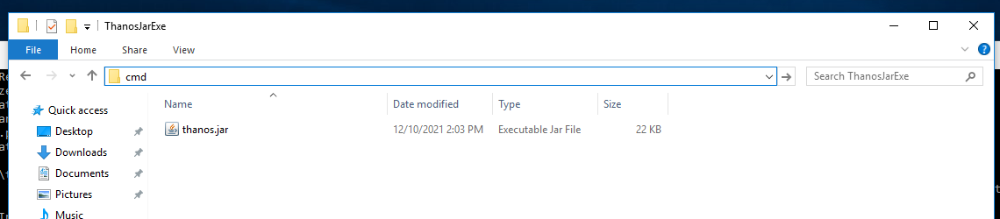 ThanosJarExe
File Home Share View
cmd Search ThanosJarExe
Name Date modified Type Size
Quick access
thanos.jar 12/10/2021 2:03 PM Executable Jar File 22 KB
Desktop
Downloads
Documents
Pictures
Music